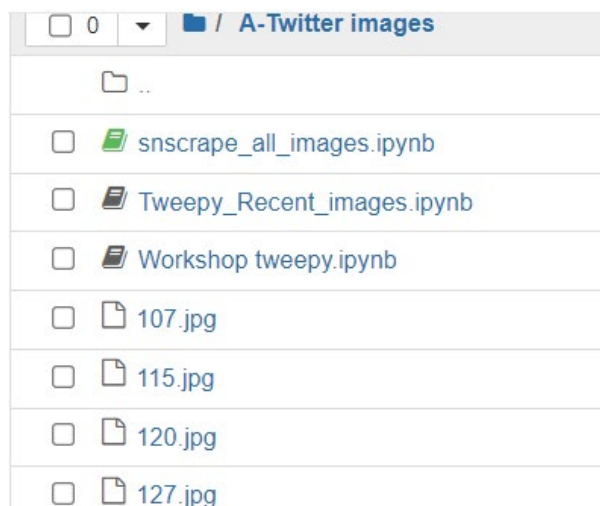 0 / A-Twitter images
..
snscrape_all_images.ipynb
Tweepy_Recent_images.ipynb
Workshop tweepy.ipynb
107.jpg
115.jpg
120.jpg
127.jpg